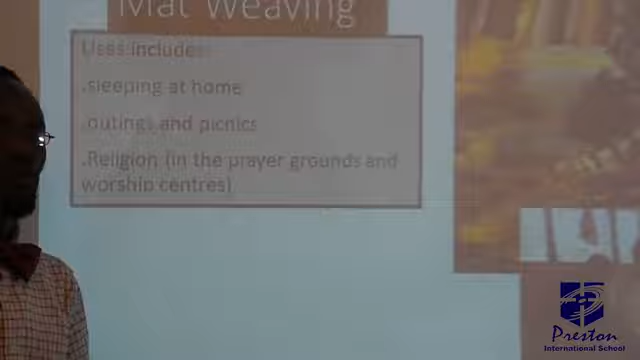 Mat Weaving
Uses includes:
.sleeping at home
.outings and picnics
.Religion (in the prayer grounds and
worship centres)
Preston
International School